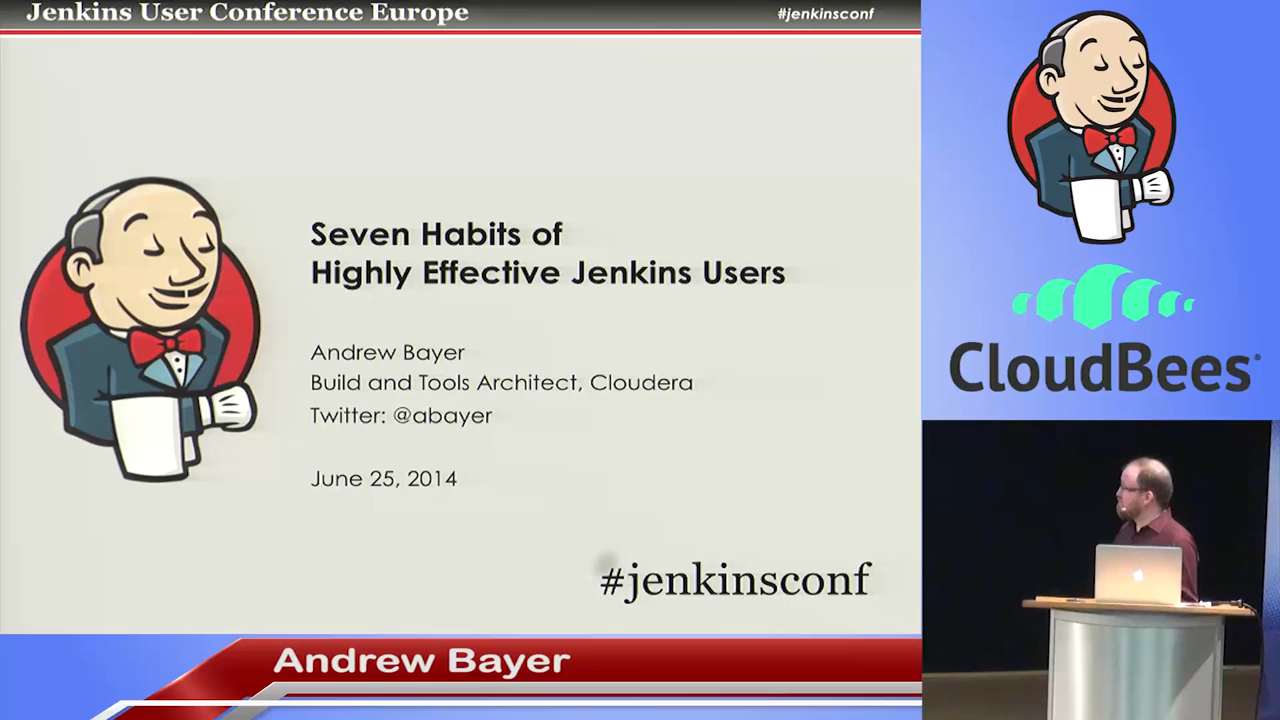 Jenkins User Conference Europe
#jenkinsconf
Seven Habits of
Highly Effective Jenkins Users
Andrew Bayer
Build and Tools Architect, Cloudera
Twitter: @abayer
June 25, 2014
#jenkinsconf
CloudBees
Andrew Bayer